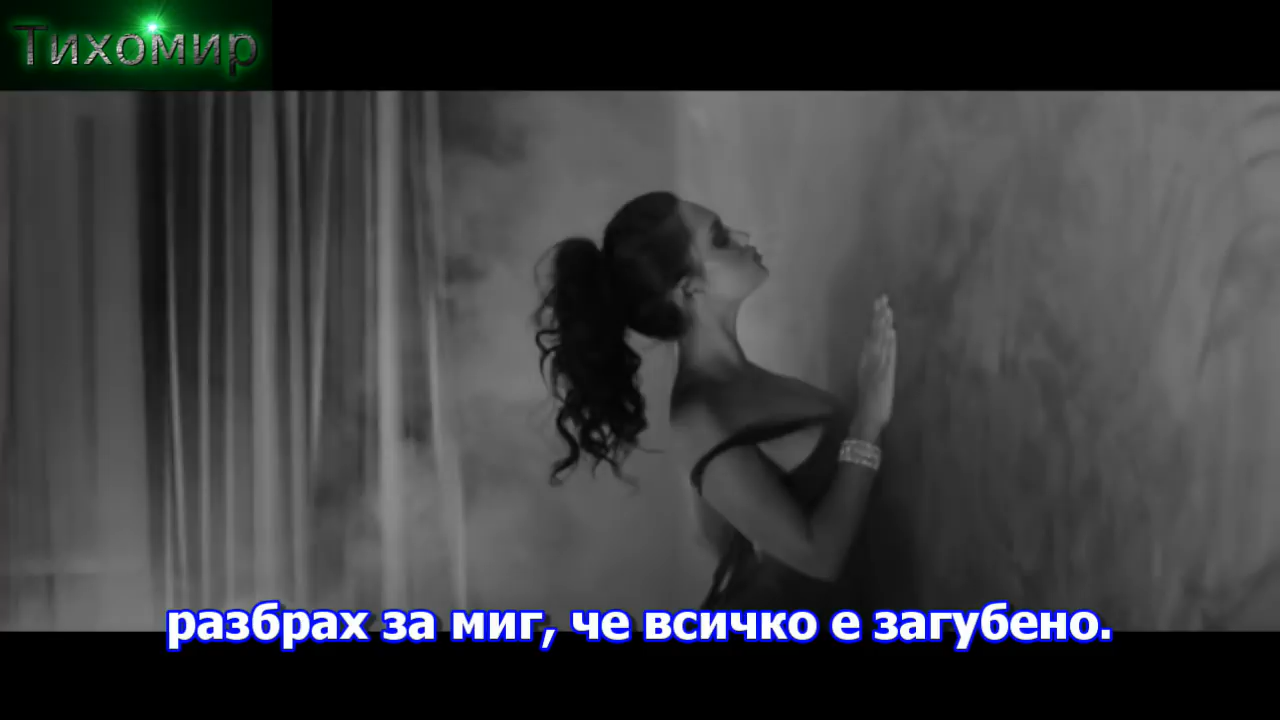 Тихомир
разбрах за миг, че всичко е загубено.